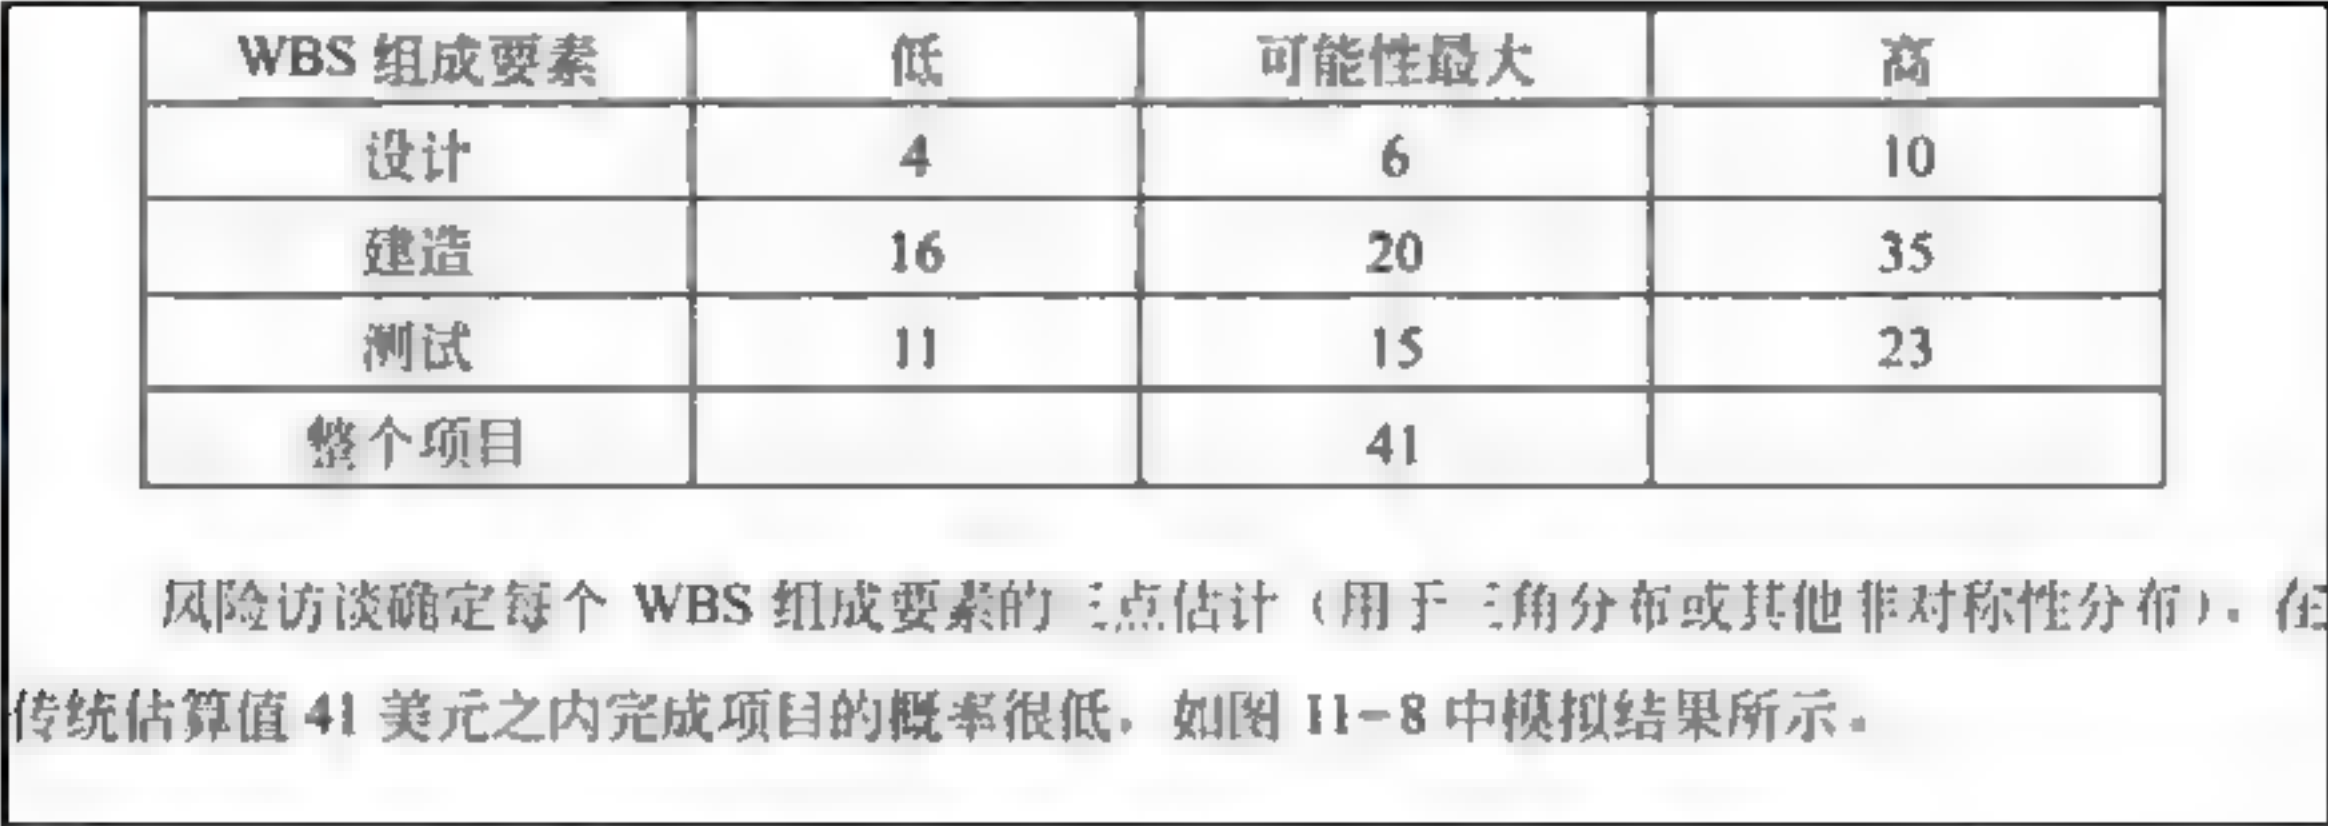 WBS 组成要素 低 可能性最大 高
设计 4 6 10
建造 16 20 35
测试 11 15 23
整个项目 41
风险访谈确定每个 WBS 组成要素的三点估计（用于三角分布或其他非对称性分布）。在
传统估算值 41 美元之内完成项目的概率很低，如图 11-8 中模拟结果所示。